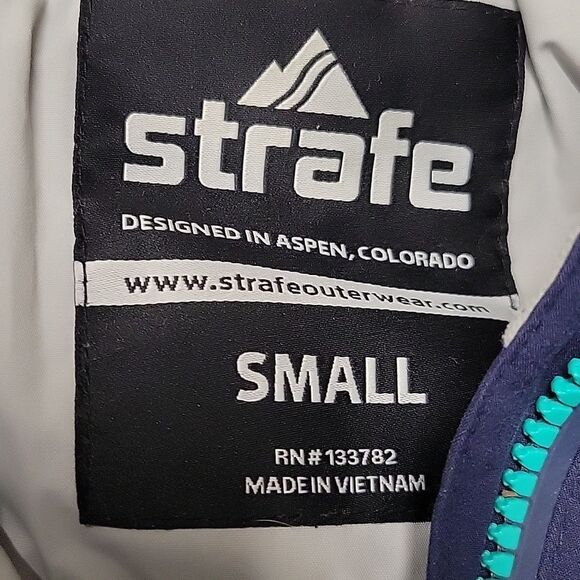 strafe
DESIGNED IN ASPEN, COLORADO
www.strafeouterwear.com
SMALL
RN#133782
MADE IN VIETNAM